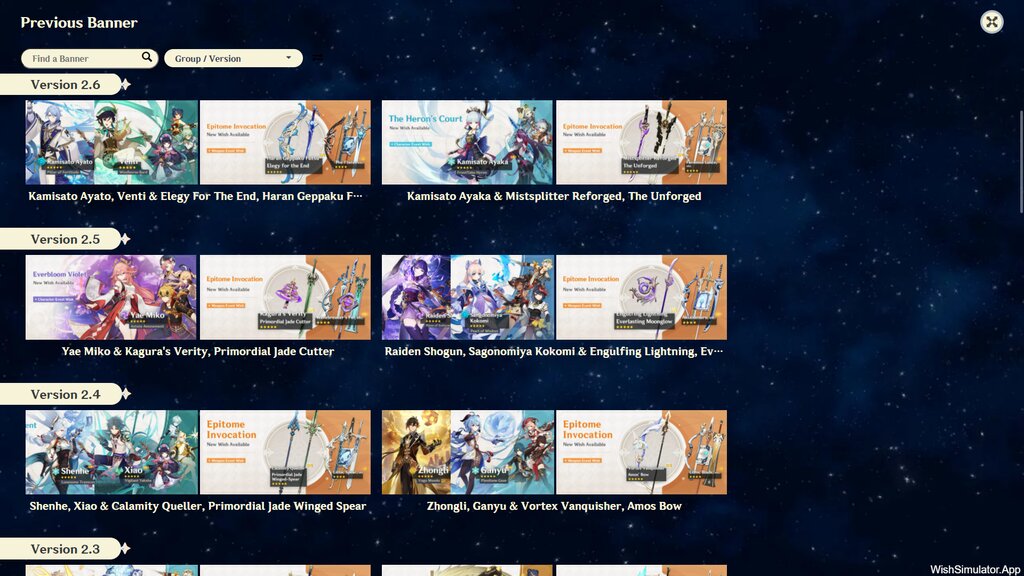 Previous Banner
Find a Banner
Group / Version
Version 2.6
Kamisato Ayato
Venti
Epitome Invocation
New Wish Available
Elegy for the End
The Heron's Court
New Wish Available
Kamisato Ayaka
Epitome Invocation
New Wish Available
The Unforged
Kamisato Ayato, Venti & Elegy For The End, Haran Geppaku F···
Kamisato Ayaka & Mistsplitter Reforged, The Unforged
Version 2.5
Everbloom Violet
New Wish Available
Yae Miko
Epitome Invocation
New Wish Available
Kagura's Verity
Primordial Jade Cutter
Raiden
Kokomi
Epitome Invocation
New Wish Available
Engulfing Lightning
Everlasting Moonglow
Yae Miko & Kagura's Verity, Primordial Jade Cutter
Raiden Shogun, Sagonomiya Kokomi & Engulfing Lightning, Ev···
Version 2.4
Shenhe
Xiao
Epitome
Invocation
New Wish Available
Primordial Jade
Winged-Spear
Zhongli
Ganyu
Epitome
Invocation
New Wish Available
Amos' Bow
Shenhe, Xiao & Calamity Queller, Primordial Jade Winged Spear
Zhongli, Ganyu & Vortex Vanquisher, Amos Bow
Version 2.3
WishSimulator.App